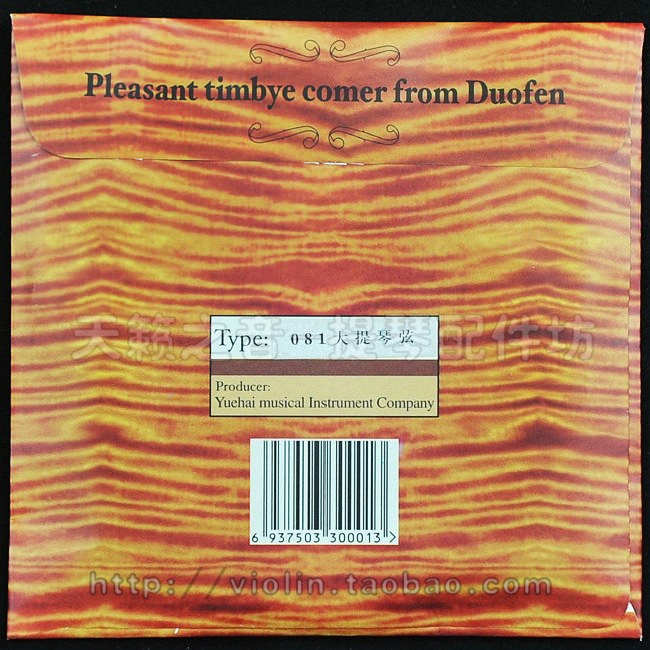 Pleasant timbye comer from Duofen
天籁之音 提琴配件坊
Type: 081大提琴弦
Producer:
Yuehai musical Instrument Company
6 937503 300013 >
http://violin.taobao.com